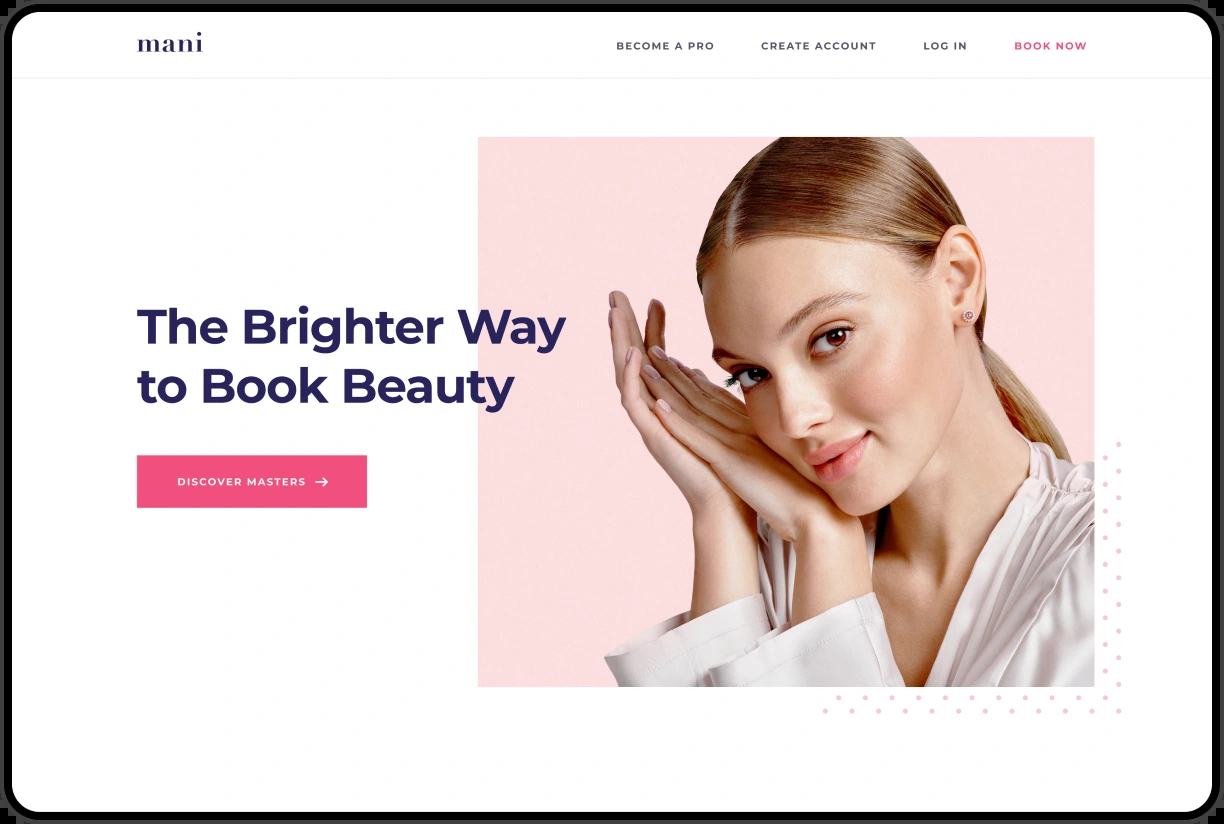 mani
BECOME A PRO
CREATE ACCOUNT
LOG IN
BOOK NOW
The Brighter Way
to Book Beauty
DISCOVER MASTERS →